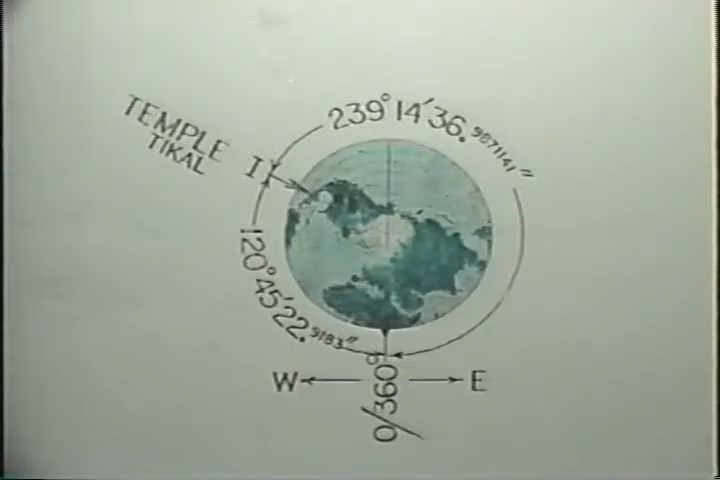 239° 14' 36.9871141"
TEMPLE I
TIKAL
120° 45' 22.9183"
W E
0/360°